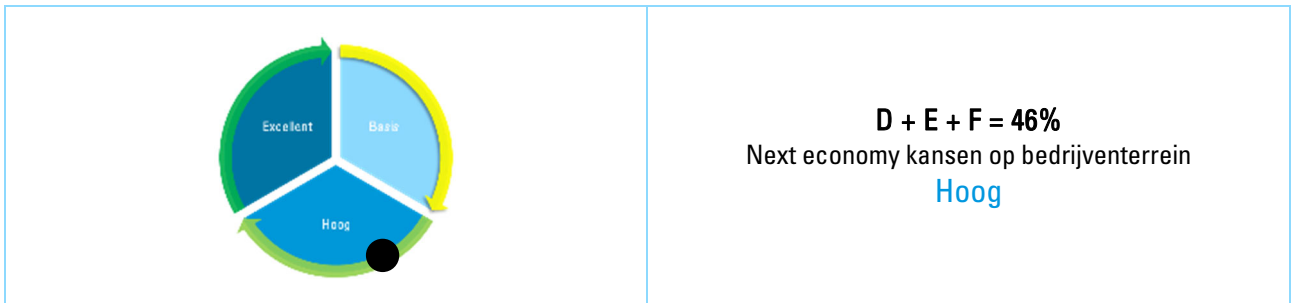 Excellent
Basis
Hoog
D + E + F = 46%
Next economy kansen op bedrijventerrein
Hoog